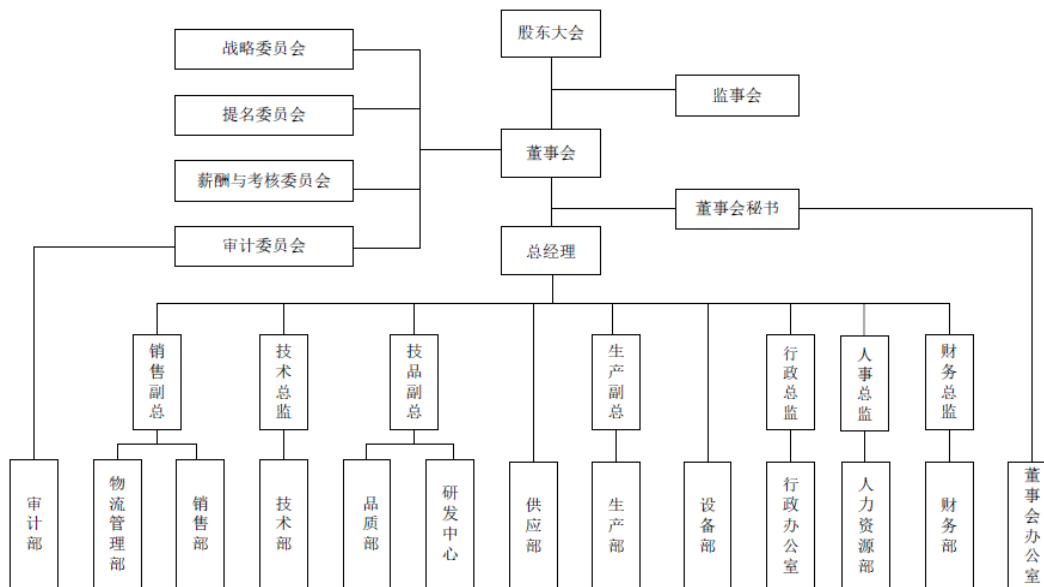 股东大会
战略委员会
监事会
提名委员会
董事会
薪酬与考核委员会
董事会秘书
审计委员会
总经理
销售副总
技术总监
技品副总
生产副总
行政总监
人事总监
财务总监
审计部
物流管理部
销售部
技术部
品质部
研发中心
供应部
生产部
设备部
行政办公室
人力资源部
财务部
董事会办公室